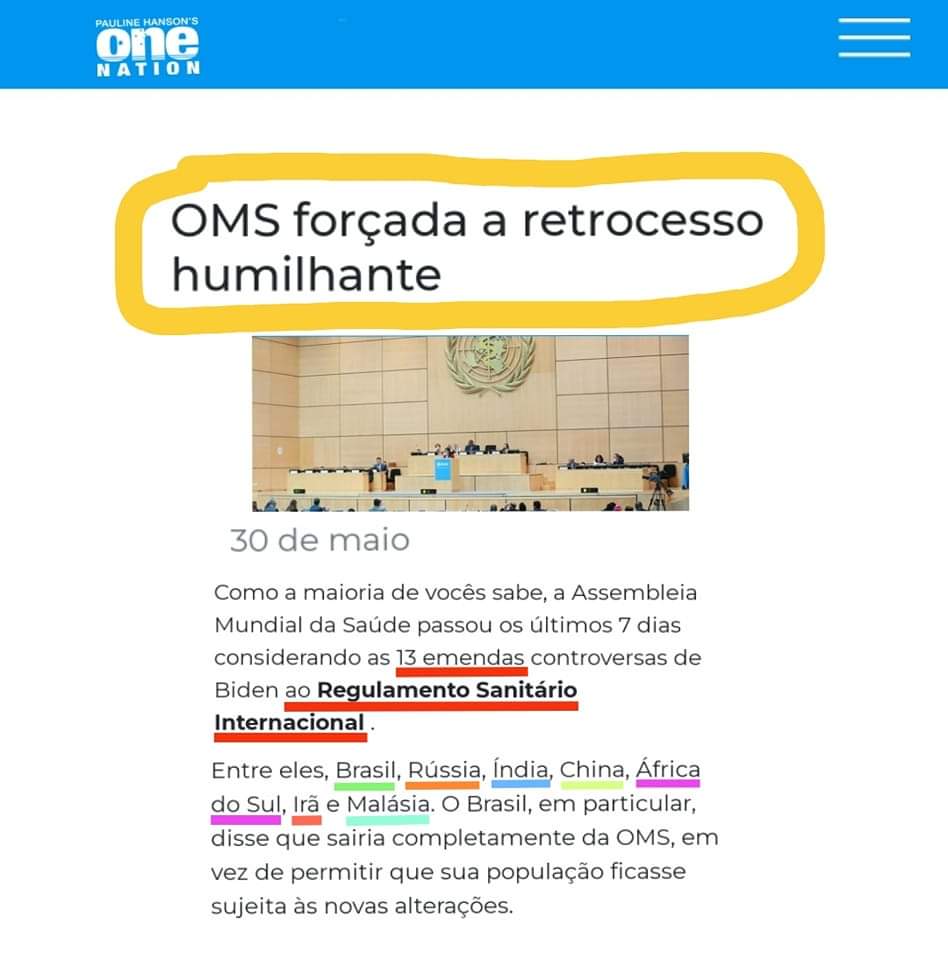 PAULINE HANSON'S
one
NATION
OMS forçada a retrocesso
humilhante
30 de maio
Como a maioria de vocês sabe, a Assembleia
Mundial da Saúde passou os últimos 7 dias
considerando as 13 emendas controversas de
Biden ao Regulamento Sanitário
Internacional .
Entre eles, Brasil, Rússia, Índia, China, África
do Sul, Irã e Malásia. O Brasil, em particular,
disse que sairia completamente da OMS, em
vez de permitir que sua população ficasse
sujeita às novas alterações.